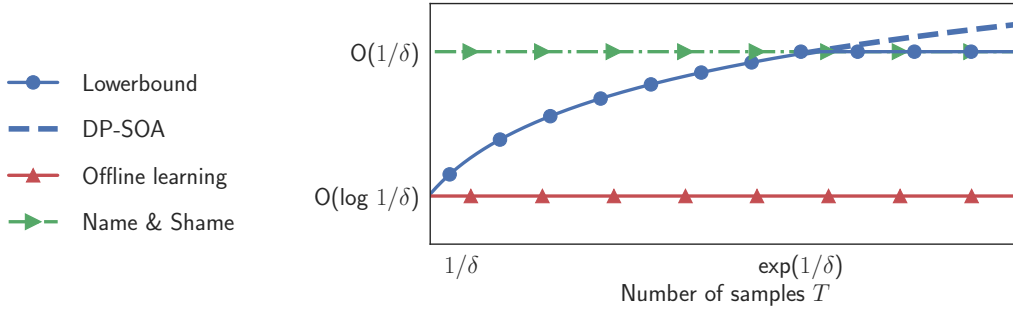 Lowerbound
DP-SOA
Offline learning
Name & Shame
O(1/δ)
O(log 1/δ)
1/δ
exp(1/δ)
Number of samples T